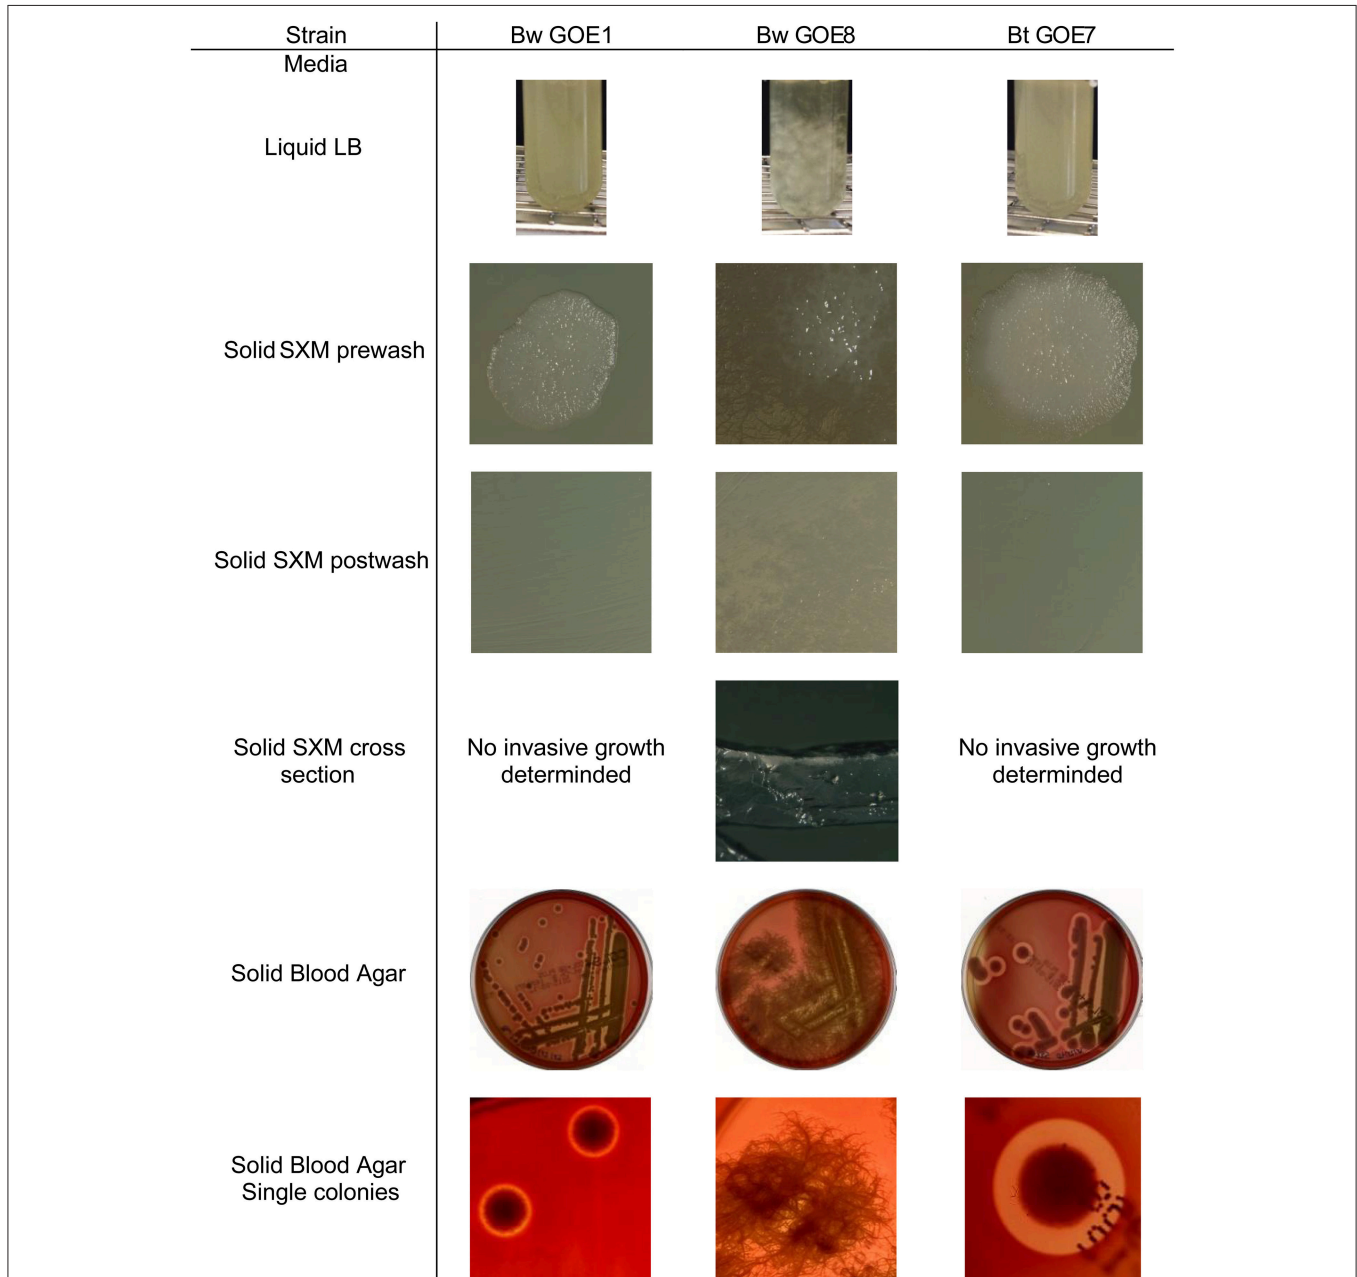 Strain Bw GOE1 Bw GOE8 Bt GOE7
Media
Liquid LB
Solid SXM prewash
Solid SXM postwash
Solid SXM cross
section
No invasive growth
determinded
No invasive growth
determinded
Solid Blood Agar
Solid Blood Agar
Single colonies